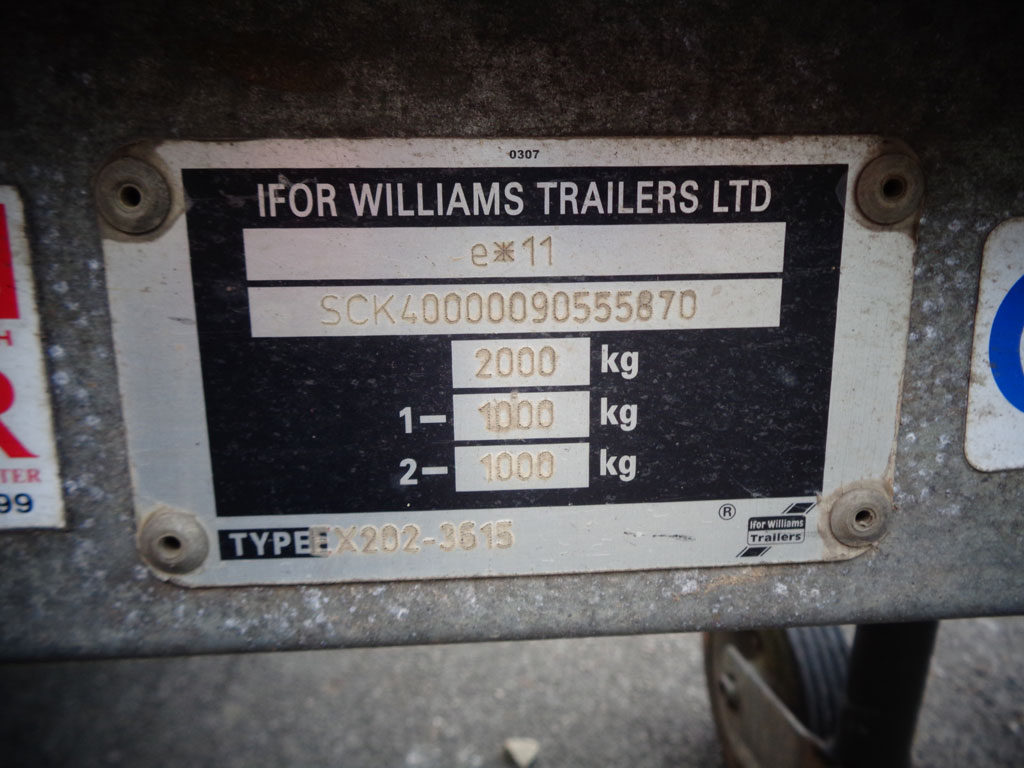 0307
IFOR WILLIAMS TRAILERS LTD
e*11
SCK40000090555870
2000 kg
1- 1000 kg
2- 1000 kg
TYPE EX202-3615
®
Ifor Williams
Trailers
H
R
TER
99